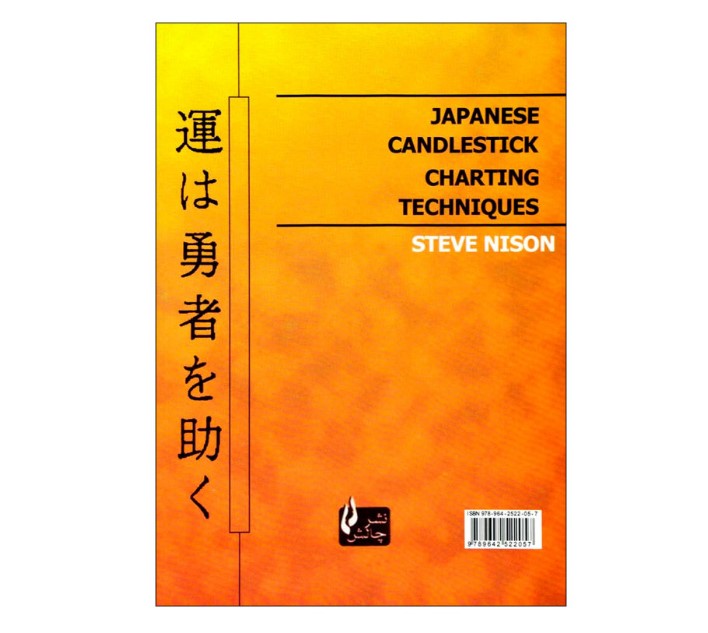 運は勇者を助く
JAPANESE
CANDLESTICK
CHARTING
TECHNIQUES
STEVE NISON
نشر
چالش
ISBN 978-964-2522-05-7
9789642522057